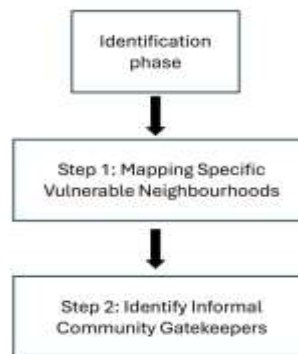 Identification
phase
Step 1: Mapping Specific
Vulnerable Neighbourhoods
Step 2: Identify Informal
Community Gatekeepers